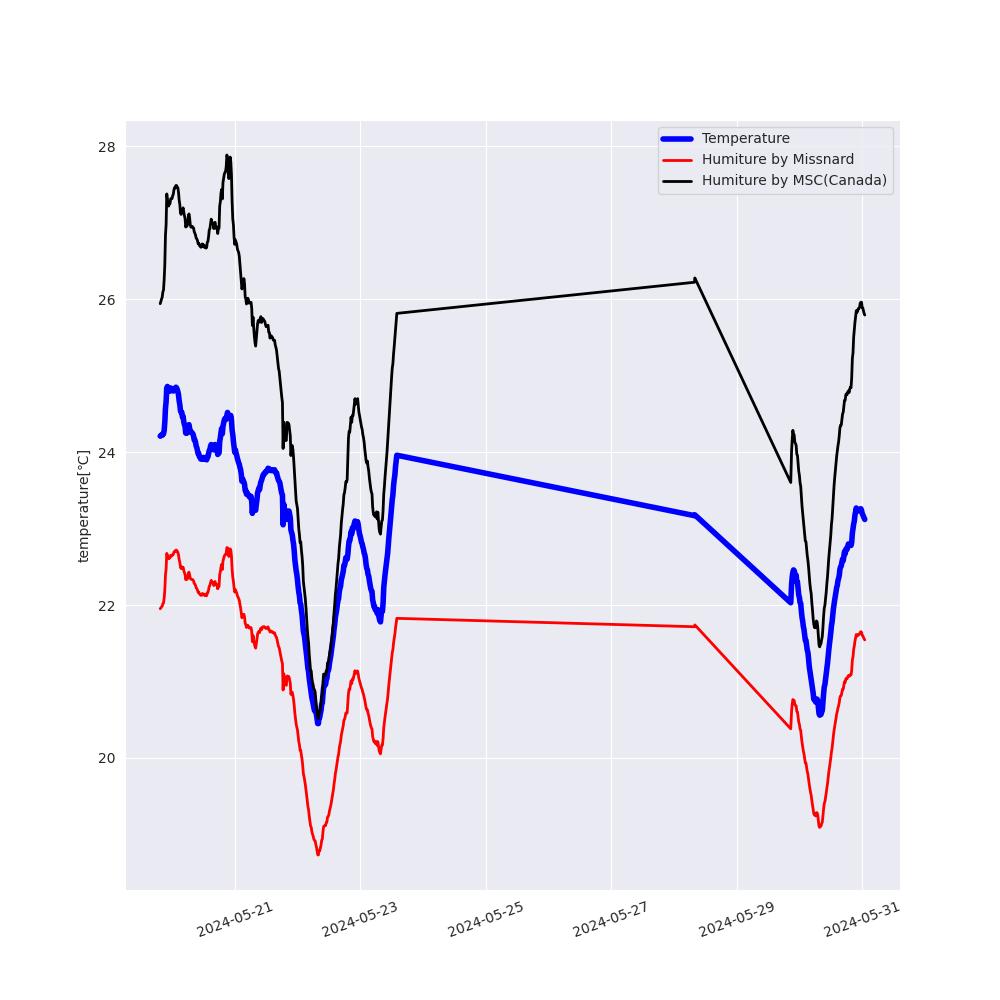 Temperature
Humiture by Missnard
Humiture by MSC(Canada)
28
26
24
22
20
temperature[℃]
2024-05-21
2024-05-23
2024-05-25
2024-05-27
2024-05-29
2024-05-31